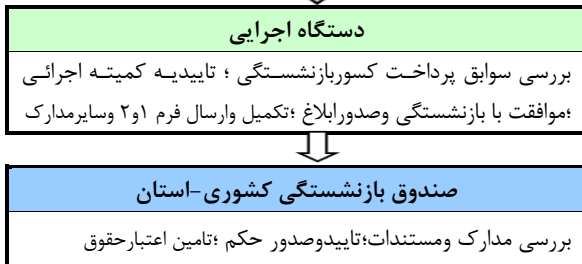 دستگاه اجرایی
بررسی سوابق پرداخت کسوربازنشستگی ؛ تاییدیه کمیته اجرائی
؛موافقت با بازنشستگی وصدورابلاغ ؛تکمیل وارسال فرم ۱و۲ وسایرمدارک
صندوق بازنشستگی کشوری-استان
بررسی مدارک ومستندات؛تاییدوصدور حکم ؛تامین اعتبارحقوق